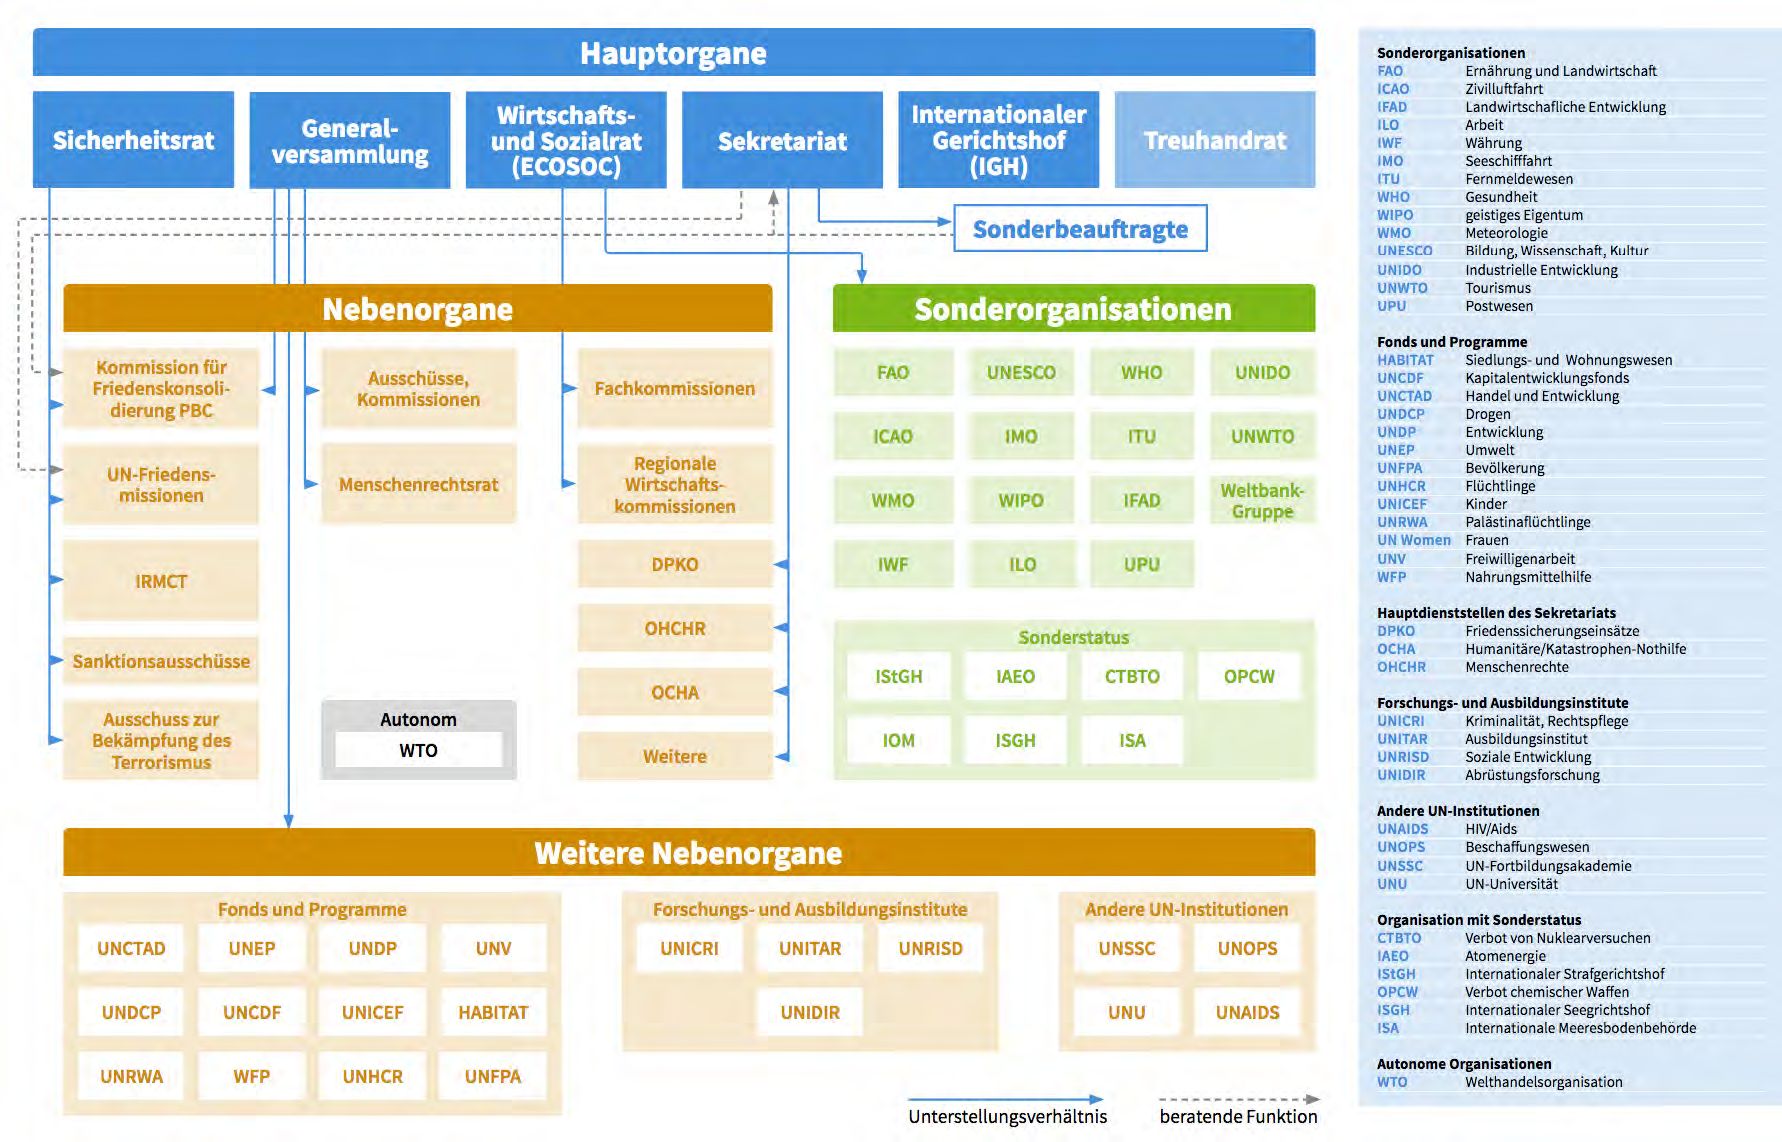 Hauptorgane
Sicherheitsrat
General-
versammlung
Wirtschafts-
und Sozialrat
(ECOSOC)
Sekretariat
Internationaler
Gerichtshof
(IGH)
Treuhandrat
Sonderbeauftragte
Nebenorgane
Kommission für
Friedenskonsoli-
dierung PBC
UN-Friedens-
missionen
IRMCT
Sanktionsausschüsse
Ausschuss zur
Bekämpfung des
Terrorismus
Ausschüsse,
Kommissionen
Menschenrechtsrat
Autonom
WTO
Fachkommissionen
Regionale
Wirtschafts-
kommissionen
DPKO
OHCHR
OCHA
Weitere
Sonderorganisationen
FAO UNESCO WHO UNIDO
ICAO IMO ITU UNWTO
WMO WIPO IFAD Weltbank-
Gruppe
IWF ILO UPU
Sonderstatus
IStGH IAEO CTBTO OPCW
IOM ISGH ISA
Weitere Nebenorgane
Fonds und Programme
UNCTAD UNEP UNDP UNV
UNDCP UNCDF UNICEF HABITAT
UNRWA WFP UNHCR UNFPA
Forschungs- und Ausbildungsinstitute
UNICRI UNITAR UNRISD
UNIDIR
Andere UN-Institutionen
UNSSC UNOPS
UNU UNAIDS
Unterstellungsverhältnis
beratende Funktion
Sonderorganisationen
FAO Ernährung und Landwirtschaft
ICAO Zivilluftfahrt
IFAD Landwirtschafliche Entwicklung
ILO Arbeit
IWF Währung
IMO Seeschifffahrt
ITU Fernmeldewesen
WHO Gesundheit
WIPO geistiges Eigentum
WMO Meteorologie
UNESCO Bildung, Wissenschaft, Kultur
UNIDO Industrielle Entwicklung
UNWTO Tourismus
UPU Postwesen
Fonds und Programme
HABITAT Siedlungs- und Wohnungswesen
UNCDF Kapitalentwicklungsfonds
UNCTAD Handel und Entwicklung
UNDCP Drogen
UNDP Entwicklung
UNEP Umwelt
UNFPA Bevölkerung
UNHCR Flüchtlinge
UNICEF Kinder
UNRWA Palästinaflüchtlinge
UN Women Frauen
UNV Freiwilligenarbeit
WFP Nahrungsmittelhilfe
Hauptdienststellen des Sekretariats
DPKO Friedenssicherungseinsätze
OCHA Humanitäre/Katastrophen-Nothilfe
OHCHR Menschenrechte
Forschungs- und Ausbildungsinstitute
UNICRI Kriminalität, Rechtspflege
UNITAR Ausbildungsinstitut
UNRISD Soziale Entwicklung
UNIDIR Abrüstungsforschung
Andere UN-Institutionen
UNAIDS HIV/Aids
UNOPS Beschaffungswesen
UNSSC UN-Fortbildungsakademie
UNU UN-Universität
Organisation mit Sonderstatus
CTBTO Verbot von Nuklearversuchen
IAEO Atomenergie
IStGH Internationaler Strafgerichtshof
OPCW Verbot chemischer Waffen
ISGH Internationaler Seegrichtshof
ISA Internationale Meeresbodenbehörde
Autonome Organisationen
WTO Welthandelsorganisation